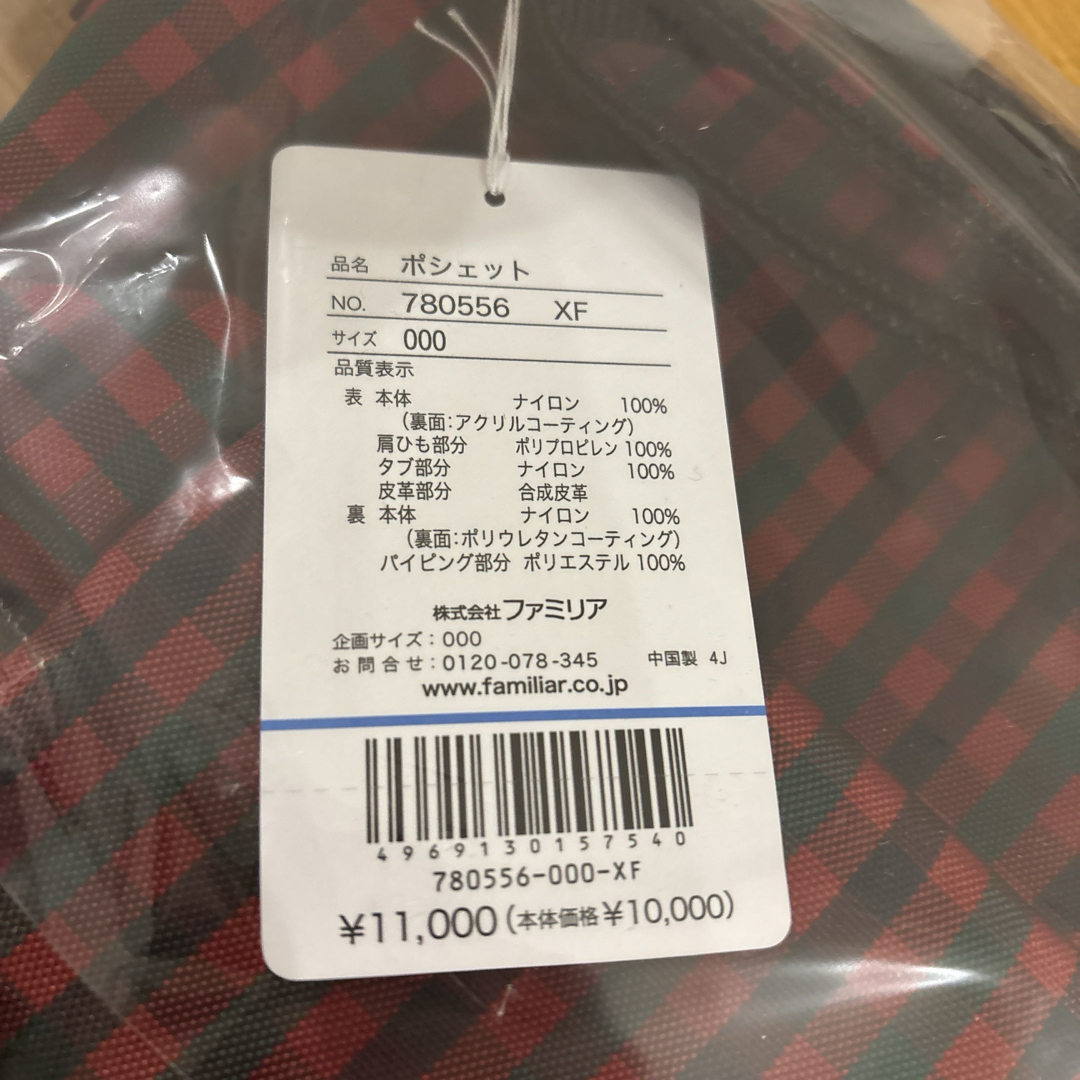 品名 ポシェット
NO. 780556 XF
サイズ 000
品質表示
表 本体 ナイロン 100%
(裏面:アクリルコーティング)
肩ひも部分 ポリプロピレン 100%
タブ部分 ナイロン 100%
皮革部分 合成皮革
裏 本体 ナイロン 100%
(裏面:ポリウレタンコーティング)
パイピング部分 ポリエステル 100%
株式会社ファミリア
企画サイズ:000
お問合せ:0120-078-345 中国製 4J
www.familiar.co.jp
4969130157540
780556-000-XF
¥11,000(本体価格¥10,000)